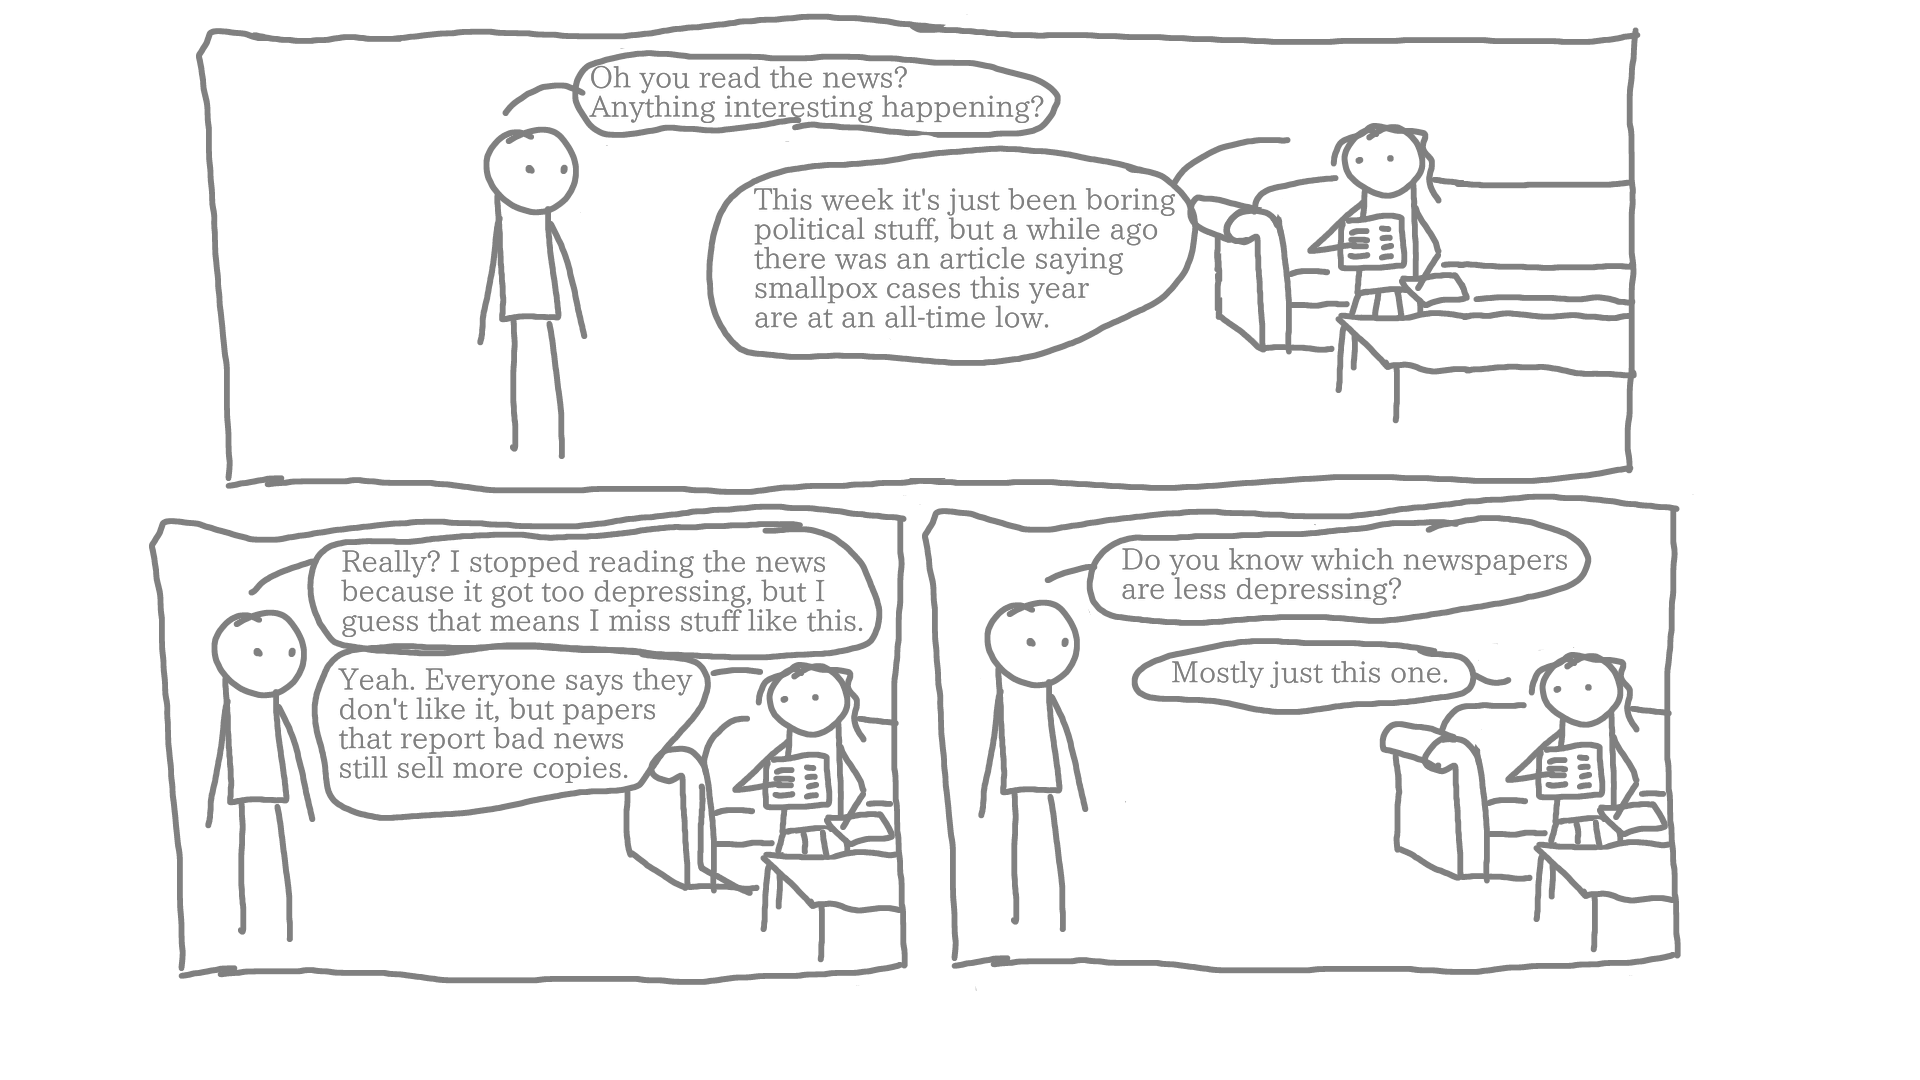 Oh you read the news?
Anything interesting happening?
This week it's just been boring
political stuff, but a while ago
there was an article saying
smallpox cases this year
are at an all-time low.
Really? I stopped reading the news
because it got too depressing, but I
guess that means I miss stuff like this.
Yeah. Everyone says they
don't like it, but papers
that report bad news
still sell more copies.
Do you know which newspapers
are less depressing?
Mostly just this one.